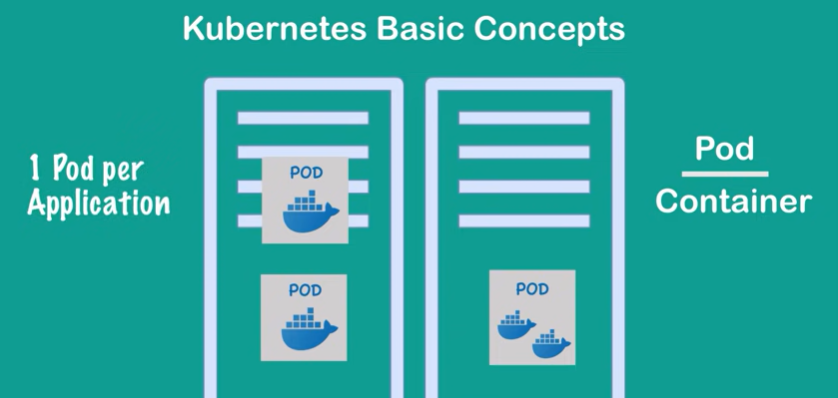 Kubernetes Basic Concepts
1 Pod per
Application
POD
POD
POD
Pod
Container